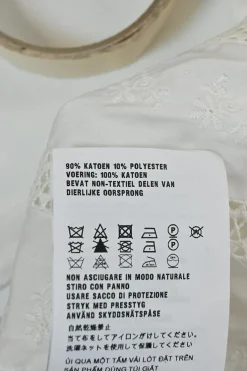 90% KATOEN 10% POLYESTER
VOERING: 100% KATOEN
BEVAT NON-TEXTIEL DELEN VAN
DIERLIJKE OORSPRONG
NON ASCIUGARE IN MODO NATURALE
STIRO CON PANNO
USARE SACCO DI PROTEZIONE
STRYK MED PRESSTYG
ANVÄND SKYDDSNÄTSPÅSE
自然乾燥禁止
当て布をしてアイロンがけしてください。
洗濯ネットを使用して保護してください。
ỦI QUA MỘT TẤM VẢI LÓT ĐẶT TRÊN
SẢN PHẨM DÙNG TÚI GIẶT